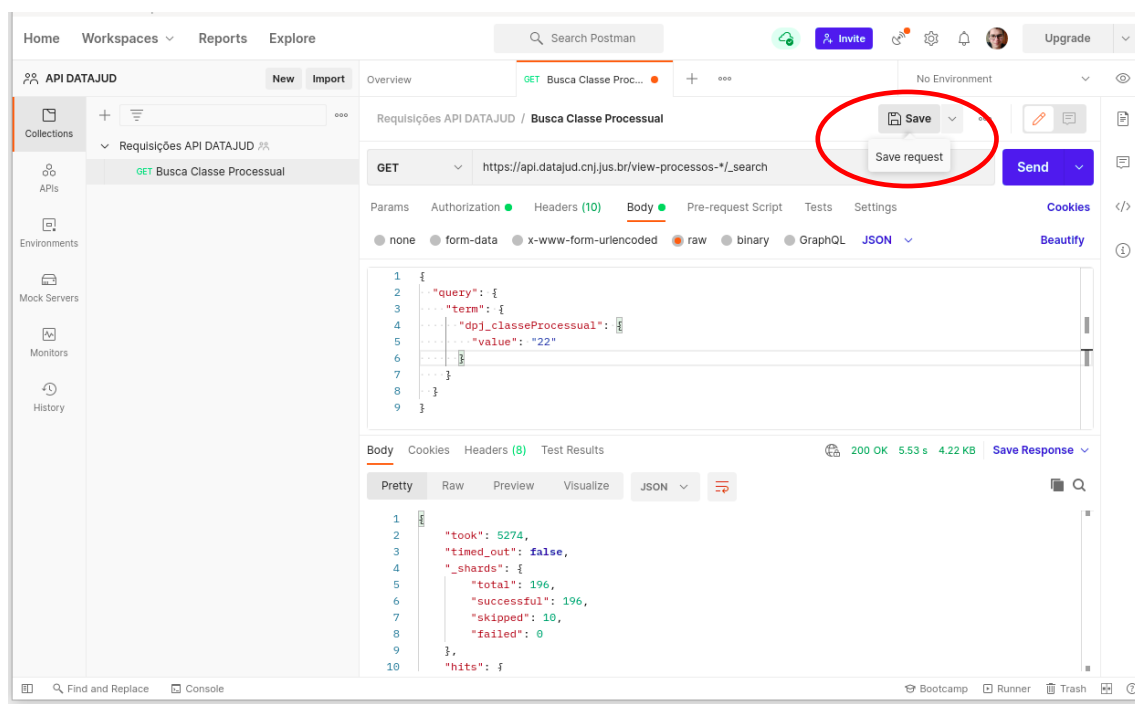 Home Workspaces Reports Explore Search Postman Invite Upgrade
API DATAJUD New Import Overview GET Busca Classe Proc... No Environment
Collections
Requisições API DATAJUD
GET Busca Classe Processual
APIs
Environments
Mock Servers
Monitors
History
Requisições API DATAJUD / Busca Classe Processual Save
Save request
GET https://api.datajud.cnj.jus.br/view-processos-*/_search Send
Params Authorization Headers (10) Body Pre-request Script Tests Settings Cookies
none form-data x-www-form-urlencoded raw binary GraphQL JSON Beautify
1 {
2 "query": {
3 "term": {
4 "dpj_classeProcessual": {
5 "value": "22"
6 }
7 }
8 }
9 }
Body Cookies Headers (8) Test Results 200 OK 5.53 s 4.22 KB Save Response
Pretty Raw Preview Visualize JSON
1 {
2 "took": 5274,
3 "timed_out": false,
4 "_shards": {
5 "total": 196,
6 "successful": 196,
7 "skipped": 10,
8 "failed": 0
9 },
10 "hits": {
Find and Replace Console Bootcamp Runner Trash